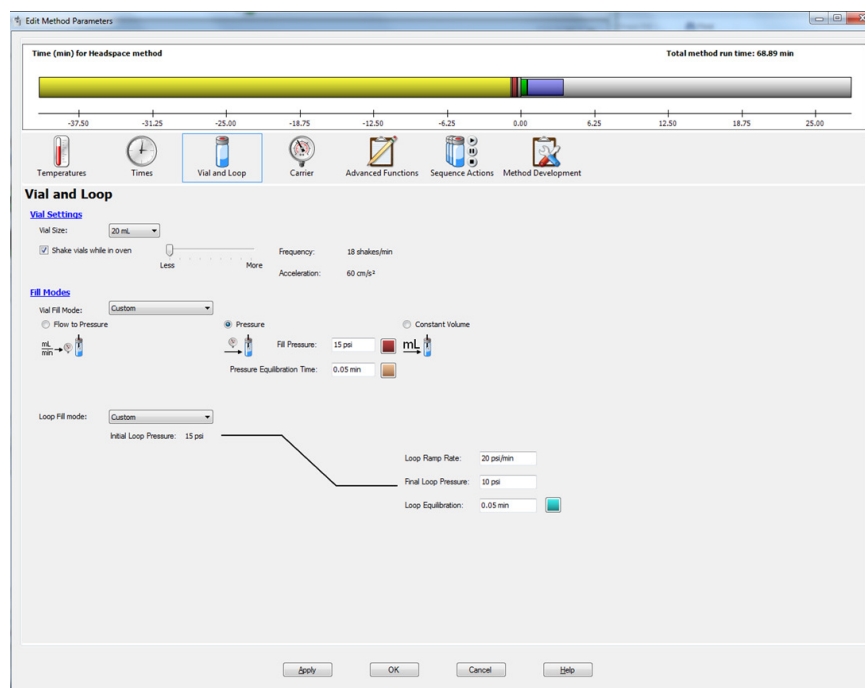 Edit Method Parameters
Time (min) for Headspace method Total method run time: 68.89 min
-37.50 -31.25 -25.00 -18.75 -12.50 -6.25 0.00 6.25 12.50 18.75 25.00
Temperatures Times Vial and Loop Carrier Advanced Functions Sequence Actions Method Development
Vial and Loop
Vial Settings
Vial Size: 20 mL
Shake vials while in oven Frequency: 18 shakes/min
Less More
Acceleration: 60 cm/s²
Fill Modes
Vial Fill Mode: Custom
Flow to Pressure Pressure Constant Volume
mL
min Fill Pressure: 15 psi mL
Pressure Equilibration Time: 0.05 min
Loop Fill mode: Custom
Initial Loop Pressure: 15 psi
Loop Ramp Rate: 20 psi/min
Final Loop Pressure: 10 psi
Loop Equilibration: 0.05 min
Apply OK Cancel Help